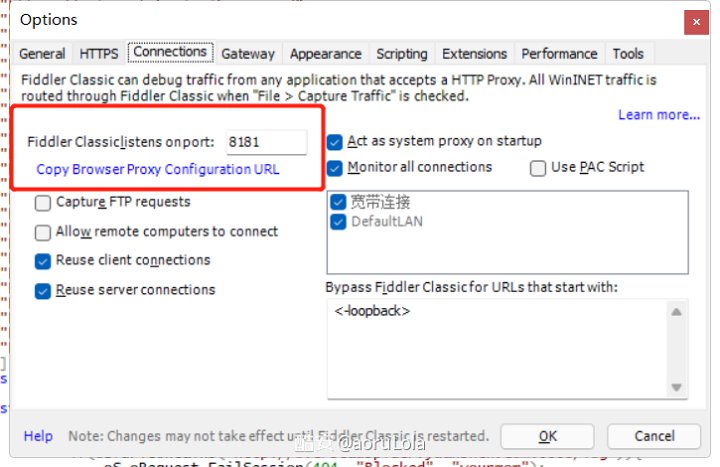 Options
General HTTPS Connections Gateway Appearance Scripting Extensions Performance Tools
Fiddler Classic can debug traffic from any application that accepts a HTTP Proxy. All WinINET traffic is
routed through Fiddler Classic when "File > Capture Traffic" is checked.
Learn more...
Fiddler Classic listens on port: 8181
Copy Browser Proxy Configuration URL
Capture FTP requests
Allow remote computers to connect
Reuse client connections
Reuse server connections
Act as system proxy on startup
Monitor all connections Use PAC Script
宽带连接
DefaultLAN
Bypass Fiddler Classic for URLs that start with:
<-loopback>
Help Note: Changes may not take effect until Fiddler Classic is restarted. OK Cancel
酷安 @aoruLola
oS.oRequest.FailSession(404, "Blocked", "yourmom");